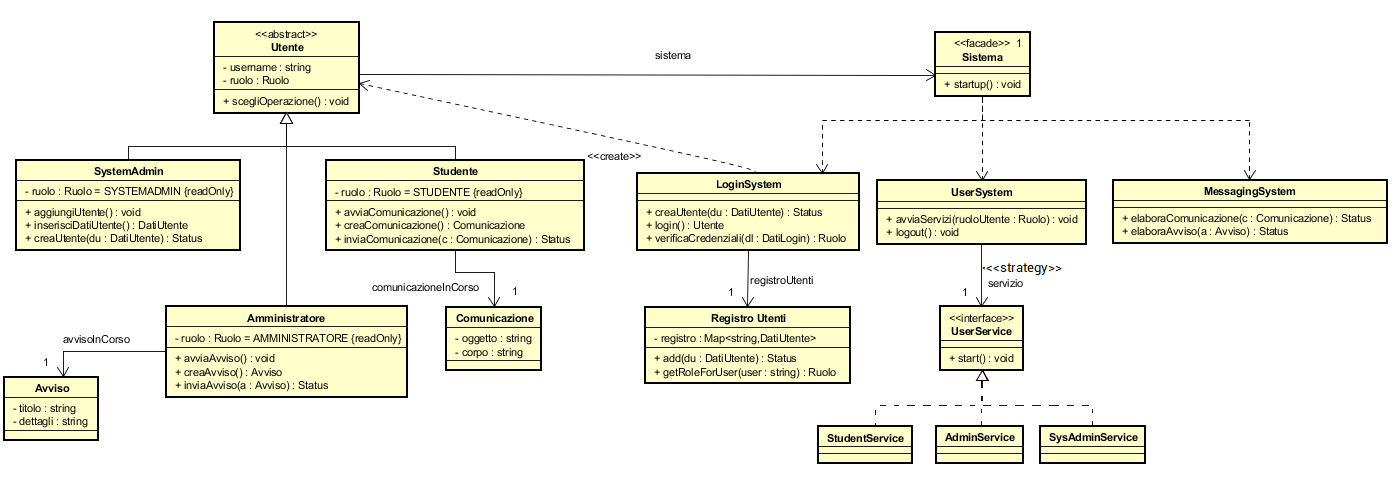 <<abstract>>
Utente
- username : string
- ruolo : Ruolo
+ scegliOperazione() : void
sistema
<<facade>> 1
Sistema
+ startup() : void
<<create>>
SystemAdmin
- ruolo : Ruolo = SYSTEMADMIN {readOnly}
+ aggiungiUtente() : void
+ inserisciDatiUtente() : DatiUtente
+ creaUtente(du : DatiUtente) : Status
Studente
- ruolo : Ruolo = STUDENTE {readOnly}
+ avviaComunicazione() : void
+ creaComunicazione() : Comunicazione
+ inviaComunicazione(c : Comunicazione) : Status
LoginSystem
+ creaUtente(du : DatiUtente) : Status
+ login() : Utente
+ verificaCredenziali(dl : DatiLogin) : Ruolo
UserSystem
+ avviaServizi(ruoloUtente : Ruolo) : void
+ logout() : void
MessagingSystem
+ elaboraComunicazione(c : Comunicazione) : Status
+ elaboraAvviso(a : Avviso) : Status
comunicazioneInCorso
1
registroUtenti
1
<<strategy>>
servizio
1
Amministratore
- ruolo : Ruolo = AMMINISTRATORE {readOnly}
+ avviaAvviso() : void
+ creaAvviso() : Avviso
+ inviaAvviso(a : Avviso) : Status
Comunicazione
- oggetto : string
- corpo : string
Registro Utenti
- registro : Map<string,DatiUtente>
+ add(du : DatiUtente) : Status
+ getRoleForUser(user : string) : Ruolo
<<interface>>
UserService
+ start() : void
avvisoInCorso
1
Avviso
- titolo : string
- dettagli : string
StudentService
AdminService
SysAdminService